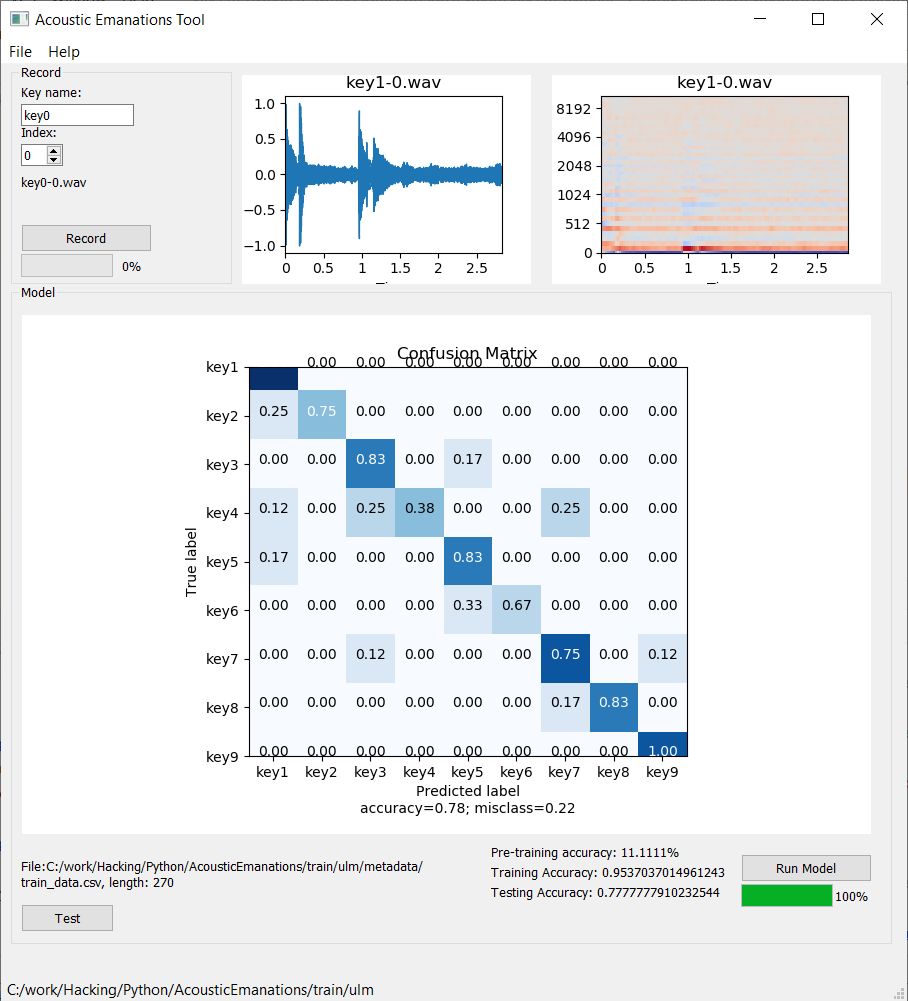 Acoustic Emanations Tool
File Help
Record
Key name:
key0
Index:
0
key0-0.wav
Record
0%
key1-0.wav
1.0
0.5
0.0
−0.5
−1.0
0 0.5 1 1.5 2 2.5
key1-0.wav
8192
4096
2048
1024
512
0
0 0.5 1 1.5 2 2.5
Model
Confusion Matrix
key1 0.00 0.00 0.00 0.00 0.00 0.00 0.00 0.00
key2 0.25 0.75 0.00 0.00 0.00 0.00 0.00 0.00 0.00
key3 0.00 0.00 0.83 0.00 0.17 0.00 0.00 0.00 0.00
key4 0.12 0.00 0.25 0.38 0.00 0.00 0.25 0.00 0.00
True label
key5 0.17 0.00 0.00 0.00 0.83 0.00 0.00 0.00 0.00
key6 0.00 0.00 0.00 0.00 0.33 0.67 0.00 0.00 0.00
key7 0.00 0.00 0.12 0.00 0.00 0.00 0.75 0.00 0.12
key8 0.00 0.00 0.00 0.00 0.00 0.00 0.17 0.83 0.00
key9 0.00 0.00 0.00 0.00 0.00 0.00 0.00 0.00 1.00
key1 key2 key3 key4 key5 key6 key7 key8 key9
Predicted label
accuracy=0.78; misclass=0.22
File:C:/work/Hacking/Python/AcousticEmanations/train/ulm/metadata/
train_data.csv, length: 270
Test
Pre-training accuracy: 11.1111%
Training Accuracy: 0.9537037014961243
Testing Accuracy: 0.7777777910232544
Run Model
100%
C:/work/Hacking/Python/AcousticEmanations/train/ulm